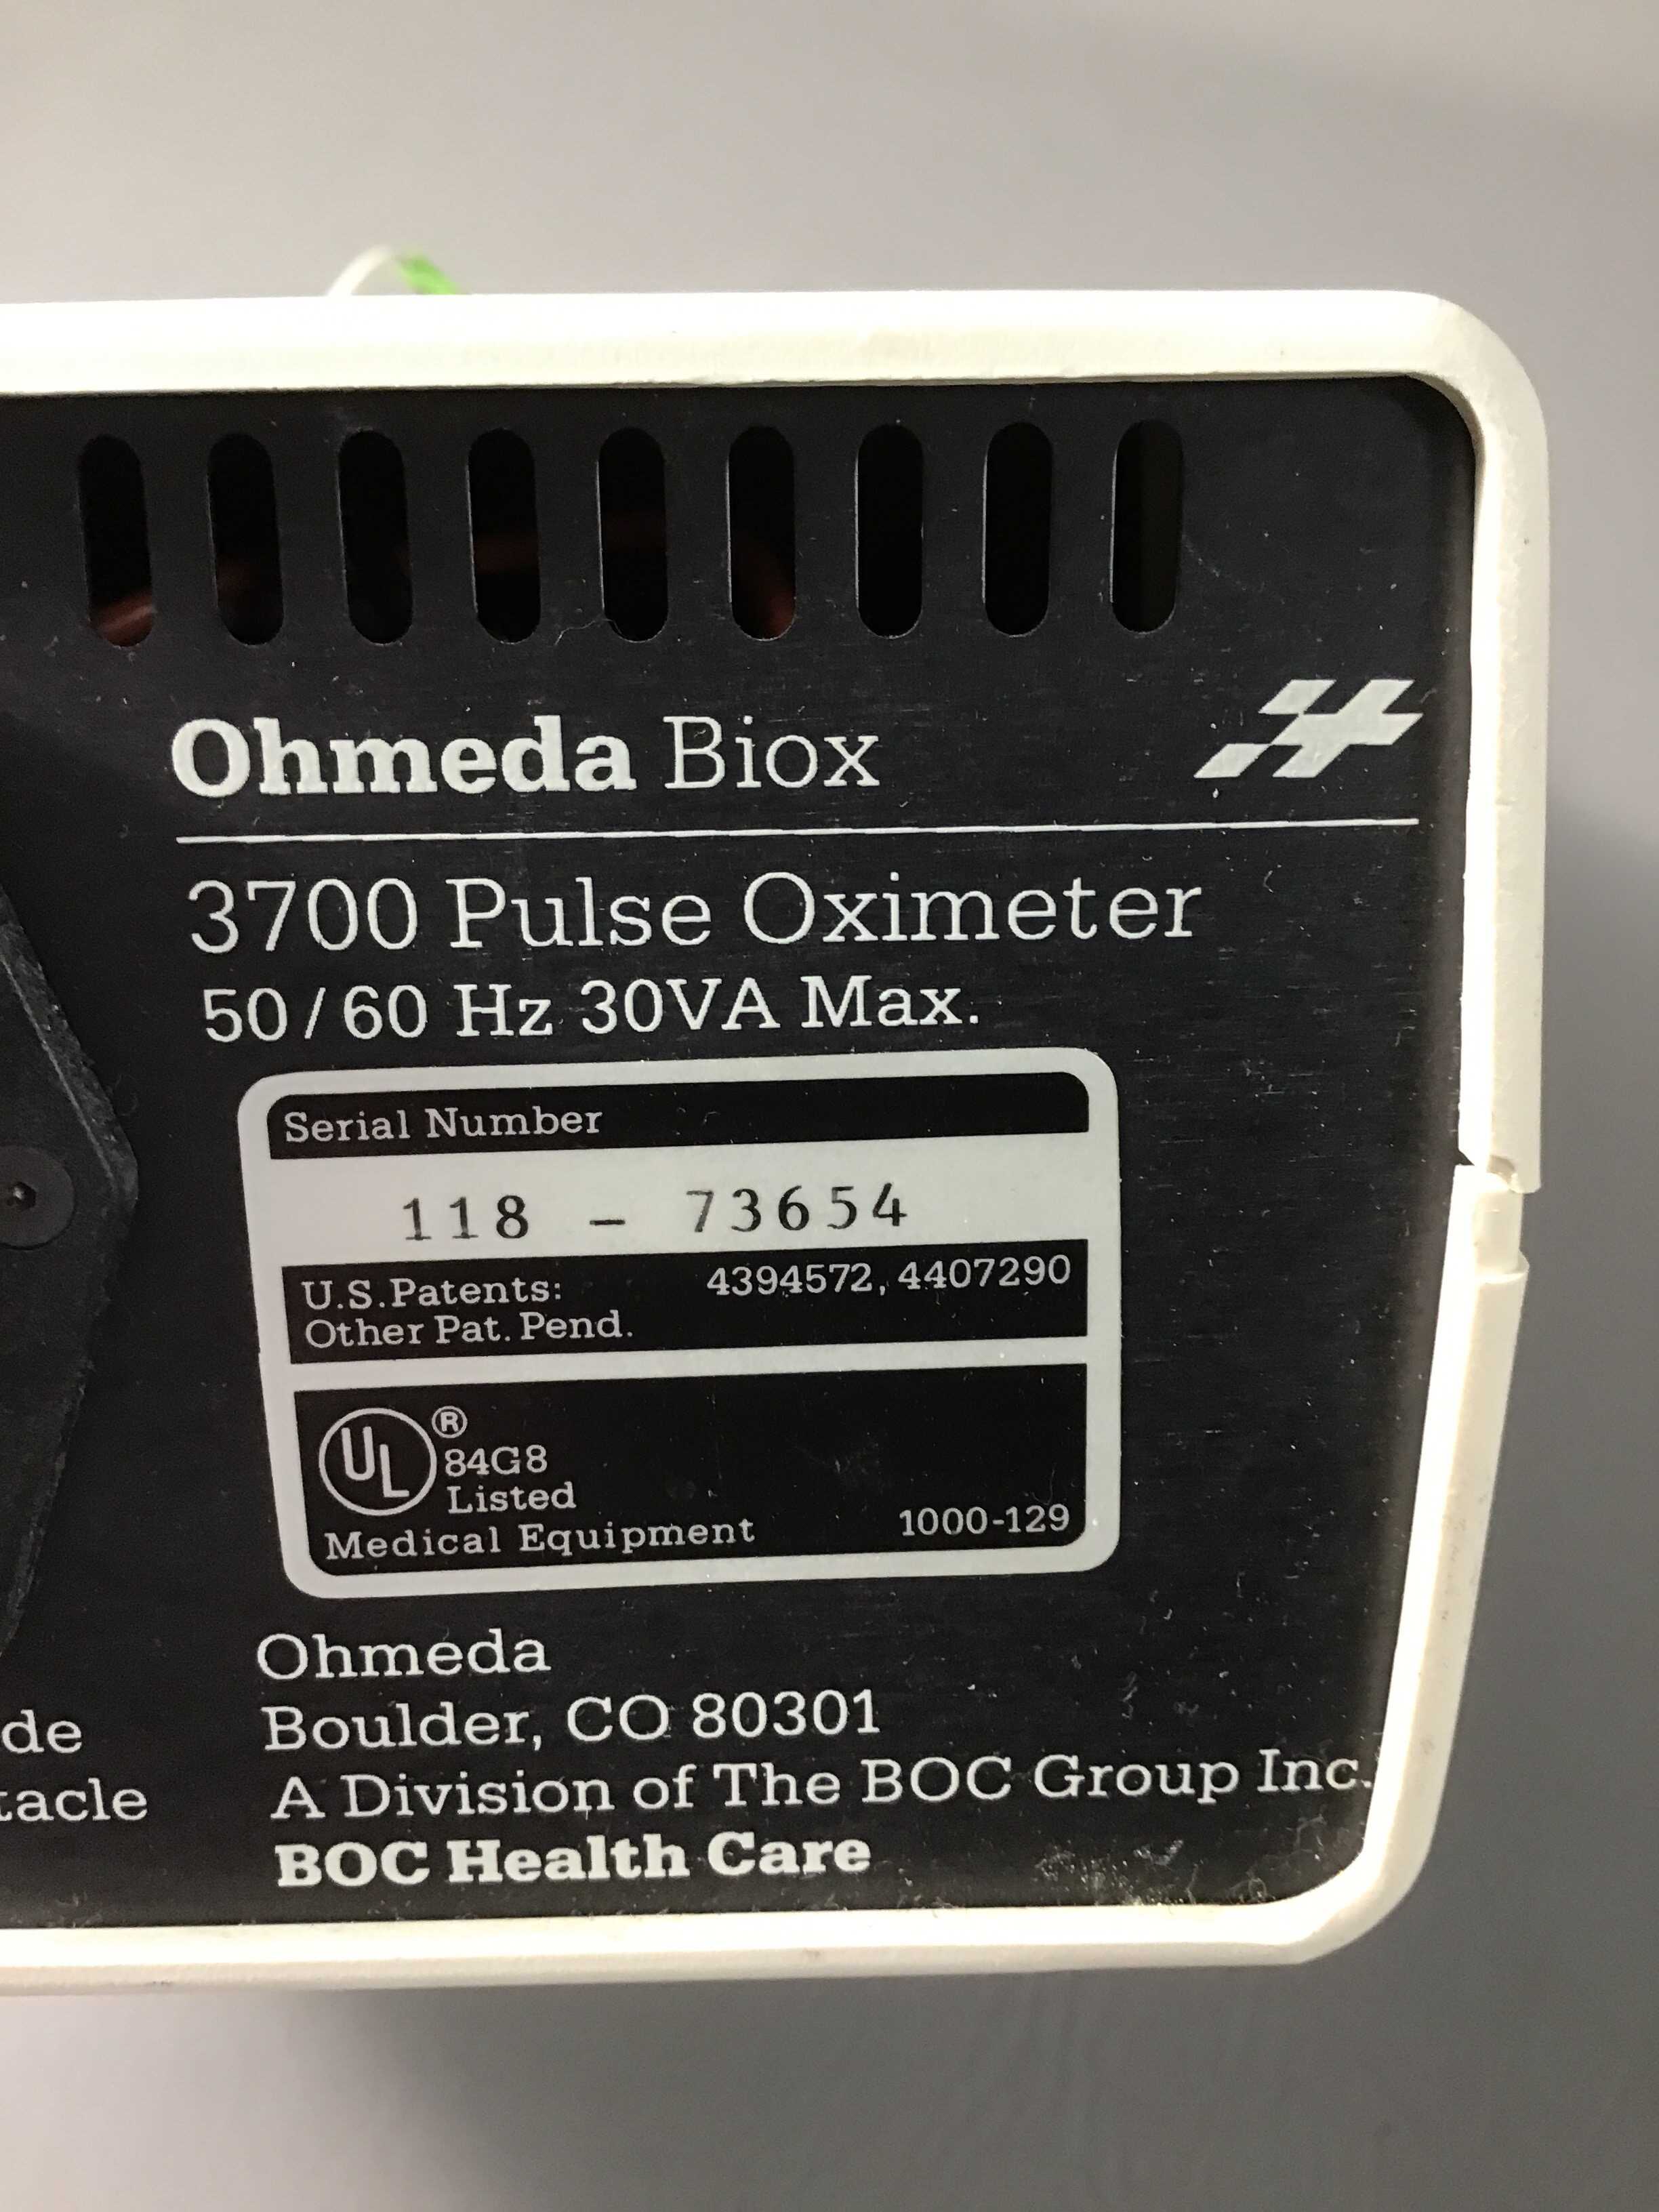 Ohmeda Biox
3700 Pulse Oximeter
50/60 Hz 30VA Max.
Serial Number
118 - 73654
U.S.Patents: 4394572, 4407290
Other Pat. Pend.
UL®
84G8
Listed
Medical Equipment 1000-129
Ohmeda
Boulder, CO 80301
A Division of The BOC Group Inc.
BOC Health Care
de
tacle